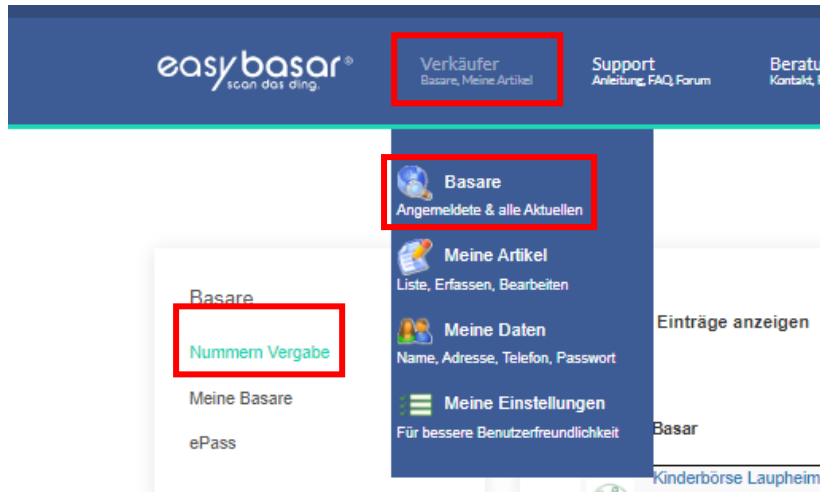 easybasar®
scan das ding.
Verkäufer
Basare, Meine Artikel
Support
Anleitung, FAQ, Forum
Beratu
Kontakt,
Basare
Angemeldete & alle Aktuellen
Meine Artikel
Liste, Erfassen, Bearbeiten
Meine Daten
Name, Adresse, Telefon, Passwort
Meine Einstellungen
Für bessere Benutzerfreundlichkeit
Basare
Nummern Vergabe
Meine Basare
ePass
Einträge anzeigen
Basar
Kinderbörse Laupheim